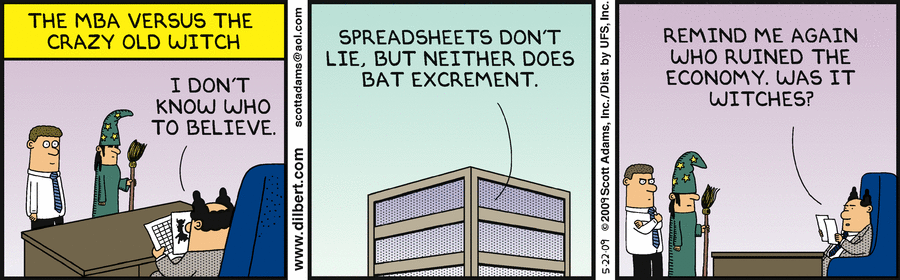 THE MBA VERSUS THE
CRAZY OLD WITCH
I DON'T
KNOW WHO
TO BELIEVE.
www.dilbert.com
scottadams@aol.com
SPREADSHEETS DON'T
LIE, BUT NEITHER DOES
BAT EXCREMENT.
5-22-09 © 2009 Scott Adams, Inc./Dist. by UFS, Inc.
REMIND ME AGAIN
WHO RUINED THE
ECONOMY. WAS IT
WITCHES?